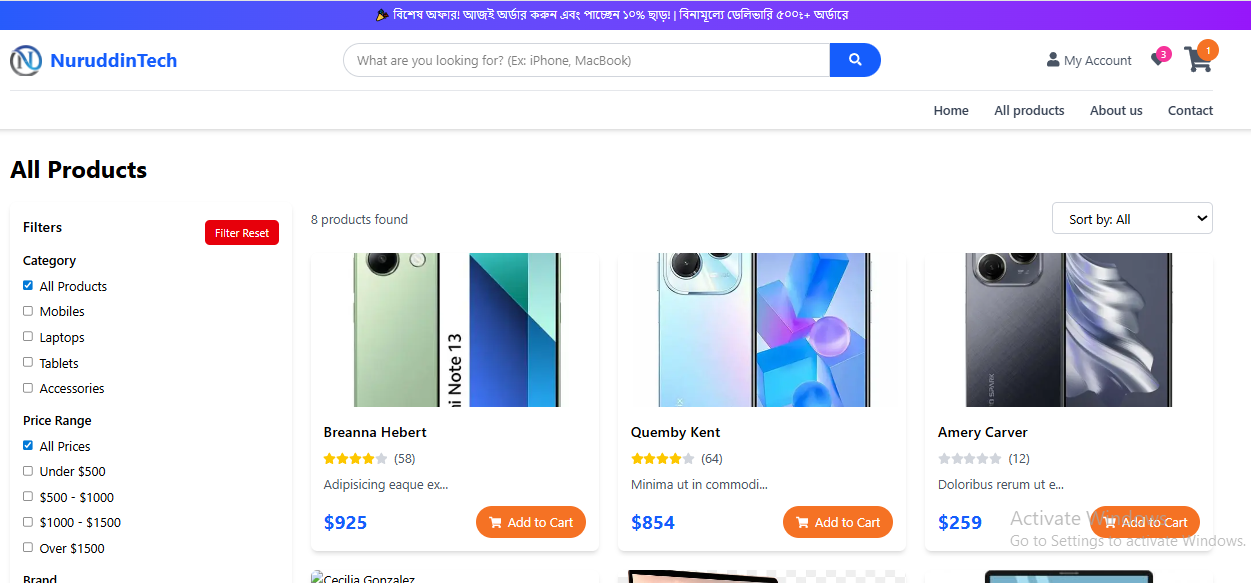 🎉 বিশেষ অফার! আজই অর্ডার করুন এবং পাচ্ছেন ১০% ছাড়! | বিনামূল্যে ডেলিভারি ৫০০৳+ অর্ডারে
NuruddinTech
What are you looking for? (Ex: iPhone, MacBook)
My Account 3 1
Home All products About us Contact
All Products
Filters
Filter Reset
8 products found
Sort by: All
Category
All Products
Mobiles
Laptops
Tablets
Accessories
Price Range
All Prices
Under $500
$500 - $1000
$1000 - $1500
Over $1500
Brand
Note 13
Breanna Hebert
(58)
Adipisicing eaque ex...
$925 Add to Cart
Quemby Kent
(64)
Minima ut in commodi...
$854 Add to Cart
SPARK
Amery Carver
(12)
Doloribus rerum ut e...
$259 Add to Cart
Cecilia Gonzalez
Activate Windows
Go to Settings to activate Windows.